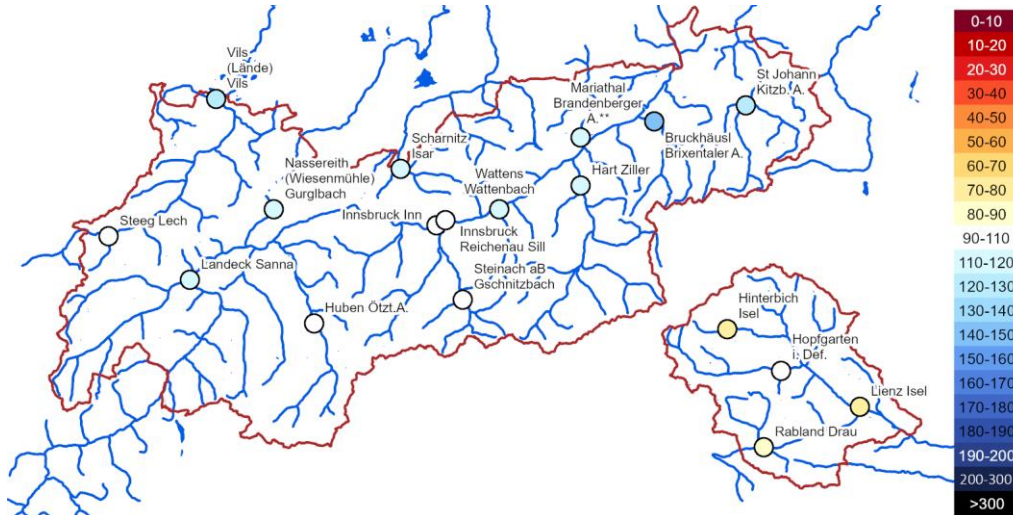 Vils
(Lände)
Vils
Nassereith
(Wiesenmühle)
Gurglbach
Steeg Lech
Landeck Sanna
Scharnitz
Isar
Innsbruck Inn
Wattens
Wattenbach
Innsbruck
Reichenau Sill
Steinach aB
Gschnitzbach
Huben Ötzt.A.
Mariathal
Brandenberger
A.**
Hart Ziller
St Johann
Kitzb. A.
Bruckhäusl
Brixentaler A.
Hinterbich
Isel
Hopfgarten
i. Def.
Lienz Isel
Rabland Drau
0-10
10-20
20-30
30-40
40-50
50-60
60-70
70-80
80-90
90-110
110-120
120-130
130-140
140-150
150-160
160-170
170-180
180-190
190-200
200-300
>300